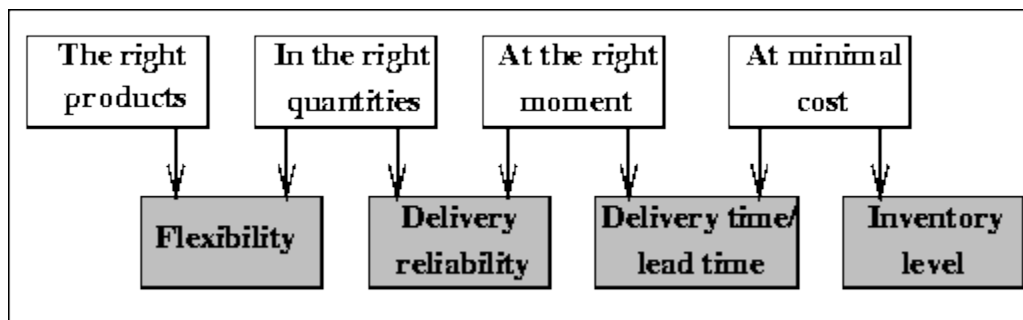 The right
products
In the right
quantities
At the right
moment
At minimal
cost
Flexibility
Delivery
reliability
Delivery time/
lead time
Inventory
level